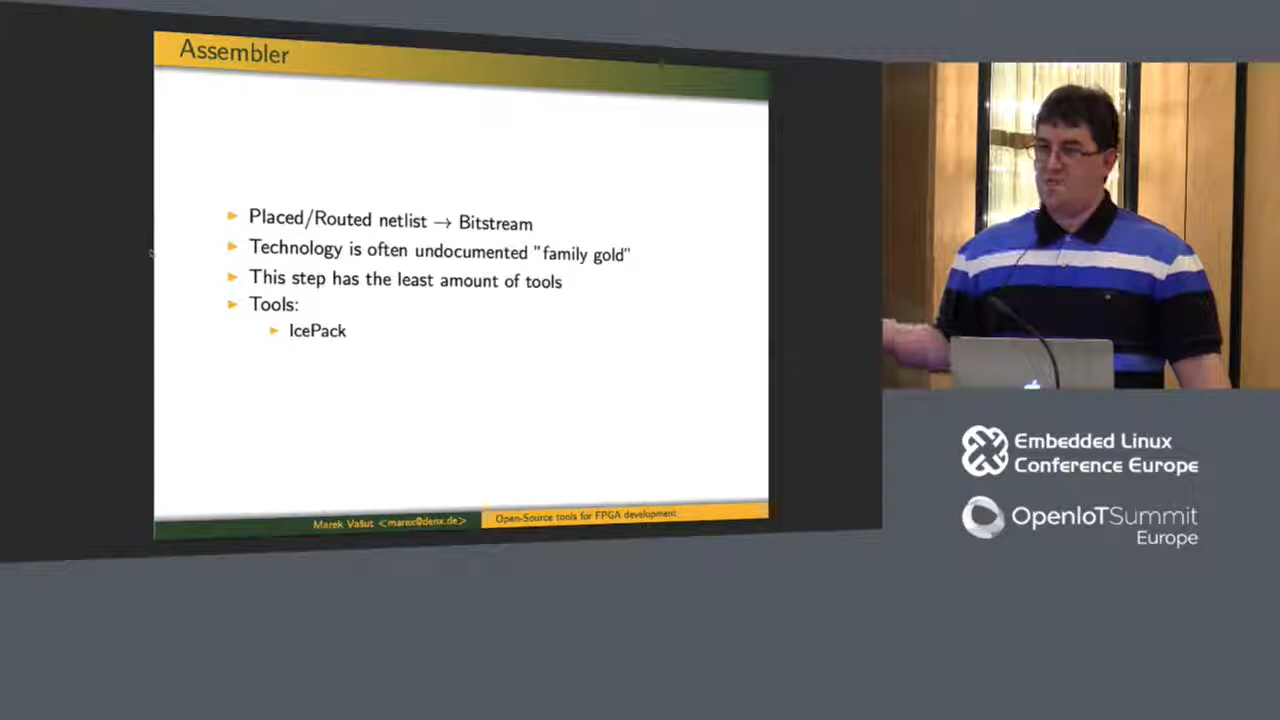 Assembler
Placed/Routed netlist → Bitstream
Technology is often undocumented "family gold"
This step has the least amount of tools
Tools:
IcePack
Marek Vašut <marex@denx.de>
Open-Source tools for FPGA development
Embedded Linux
Conference Europe
OpenIoTSummit
Europe